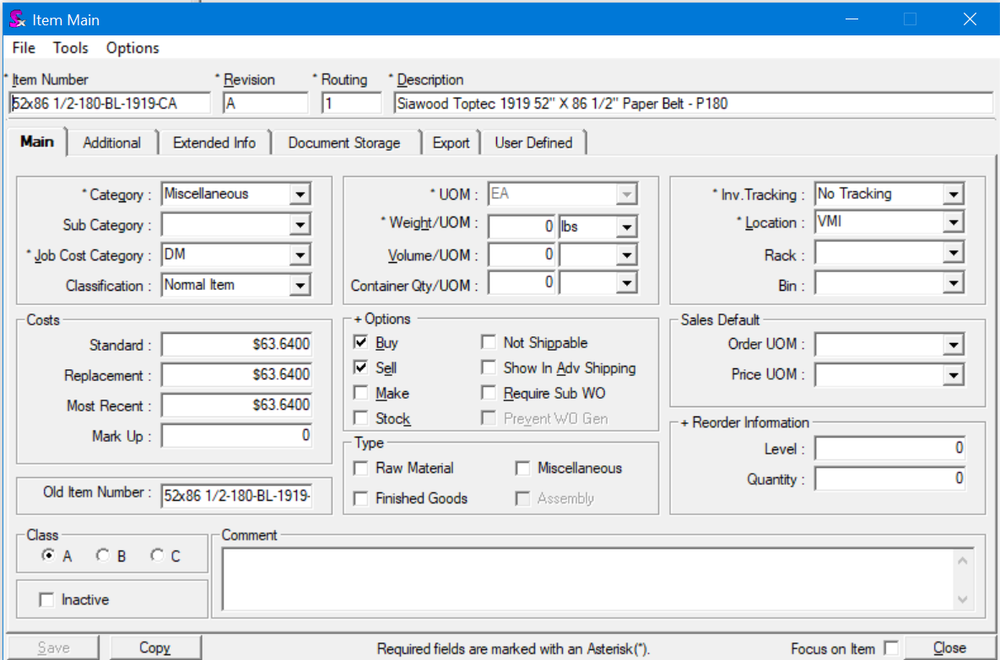 Item Main
File Tools Options
* Item Number * Revision * Routing * Description
52x86 1/2-180-BL-1919-CA A 1 Siawood Toptec 1919 52" X 86 1/2" Paper Belt - P180
Main Additional Extended Info Document Storage Export User Defined
* Category : Miscellaneous
Sub Category :
* Job Cost Category : DM
Classification : Normal Item
* UOM : EA
* Weight/UOM : 0 lbs
Volume/UOM : 0
Container Qty/UOM : 0
* Inv.Tracking : No Tracking
* Location : VMI
Rack :
Bin :
Costs
Standard : $63.6400
Replacement : $63.6400
Most Recent : $63.6400
Mark Up : 0
+ Options
Buy Not Shippable
Sell Show In Adv Shipping
Make Require Sub WO
Stock Prevent WO Gen
Sales Default
Order UOM :
Price UOM :
Type
Raw Material Miscellaneous
Finished Goods Assembly
+ Reorder Information
Level : 0
Quantity : 0
Old Item Number : 52x86 1/2-180-BL-1919-
Class
A B C
Inactive
Comment
Save Copy Required fields are marked with an Asterisk(*). Focus on Item Close